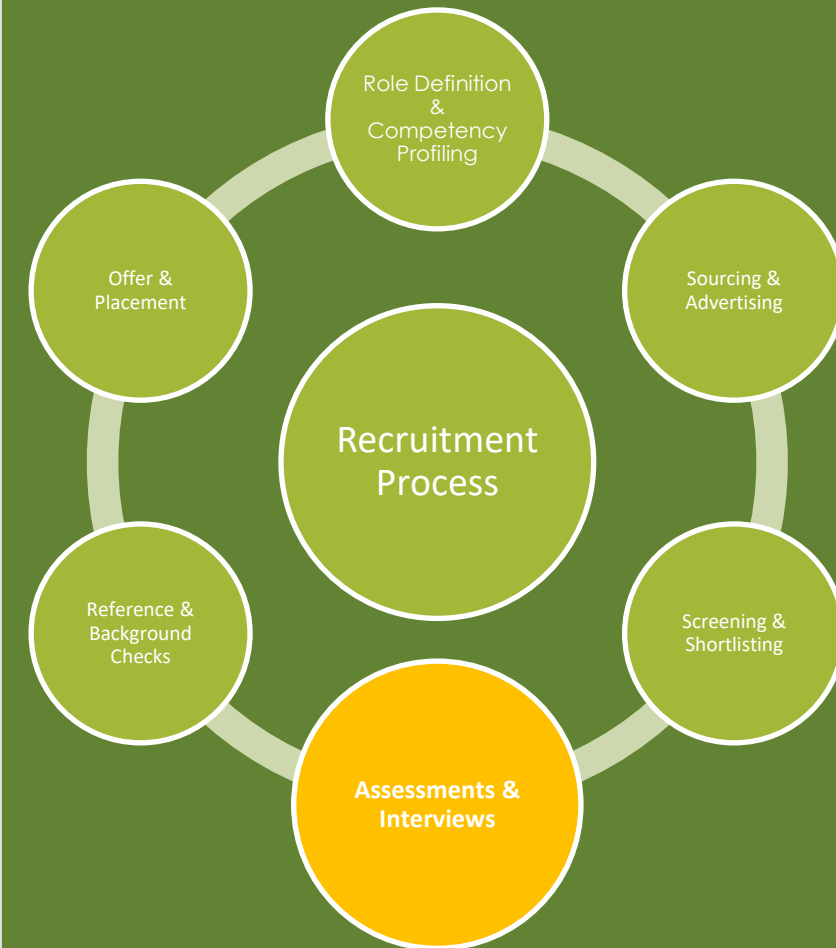 Role Definition
&
Competency
Profiling
Sourcing &
Advertising
Screening &
Shortlisting
Assessments &
Interviews
Reference &
Background
Checks
Offer &
Placement
Recruitment
Process